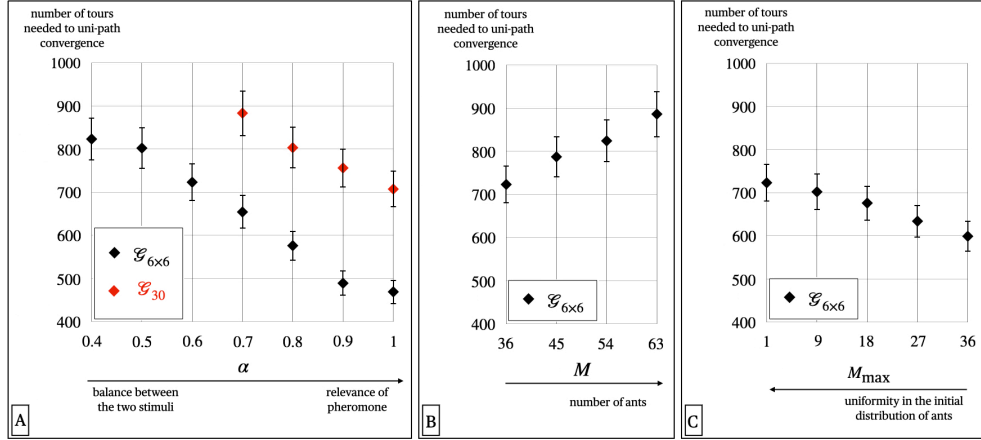 number of tours
needed to uni-path
convergence
1000
900
800
700
600
500
400
𝒢6×6
𝒢30
0.4 0.5 0.6 0.7 0.8 0.9 1
α
balance between
the two stimuli
relevance of
pheromone
A
number of tours
needed to uni-path
convergence
1000
900
800
700
600
500
400
𝒢6×6
36 45 54 63
M
number of ants
B
number of tours
needed to uni-path
convergence
1000
900
800
700
600
500
400
𝒢6×6
1 9 18 27 36
Mmax
uniformity in the initial
distribution of ants
C